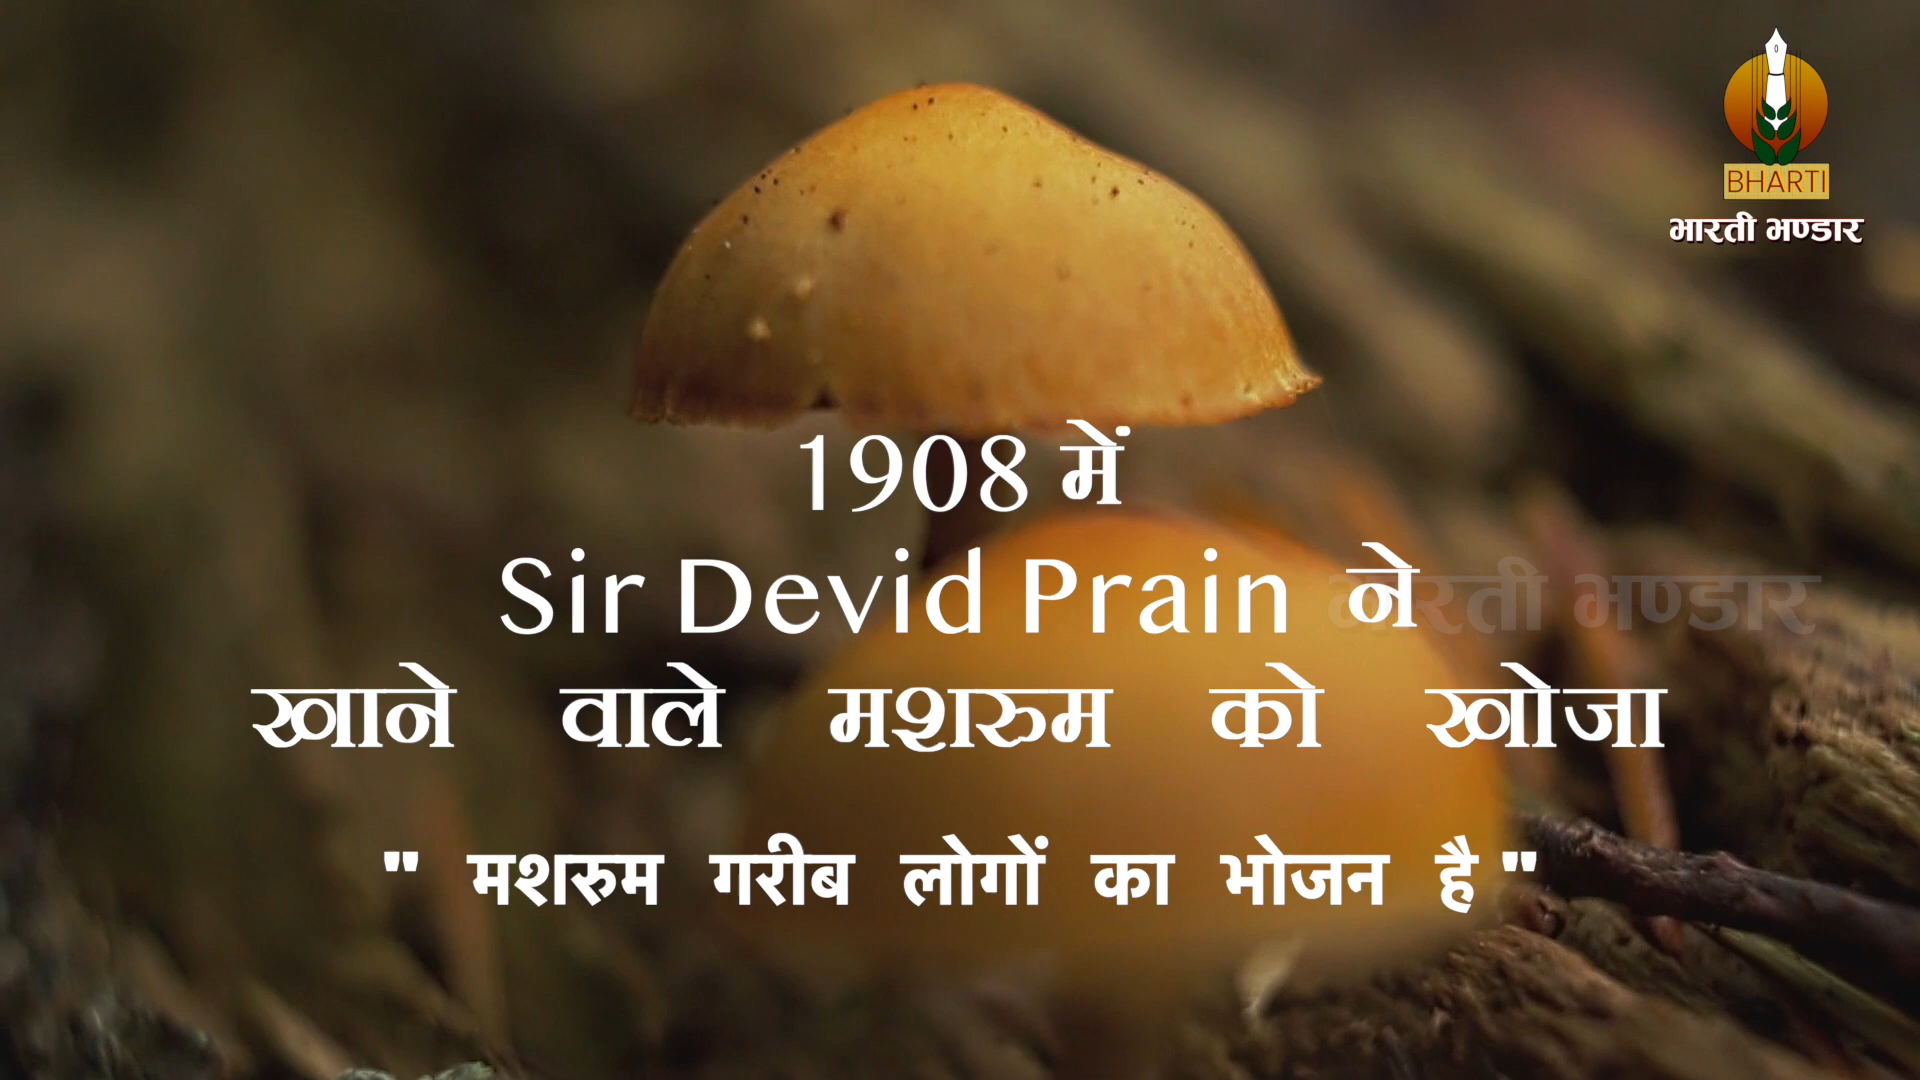 BHARTI
भारती भण्डार
1908 में
Sir Devid Prain ने
भारती भण्डार
खाने वाले मशरुम को खोजा
" मशरुम गरीब लोगों का भोजन है "